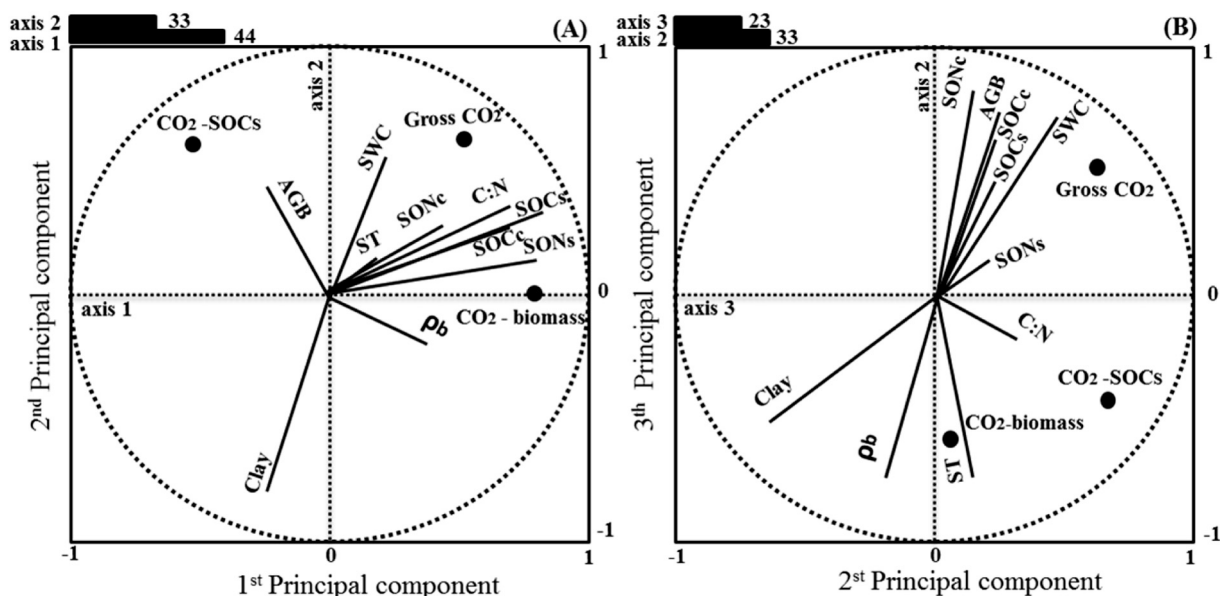 axis 2 33
axis 1 44
(A)
1
axis 2
CO2 -SOCs
Gross CO2
SWC
AGB
SONc
C:N
SOCs
ST
SOCc
SONs
axis 1
0
CO2 - biomass
ρb
Clay
2nd Principal component
-1
-1 0 1
1st Principal component
axis 3 23
axis 2 33
(B)
1
axis 2
SONc
AGB
SOCc
SOCs
SWC
Gross CO2
SONs
axis 3
0
C:N
Clay
CO2 -SOCs
CO2-biomass
ρb
ST
3th Principal component
-1
-1 0 1
2st Principal component